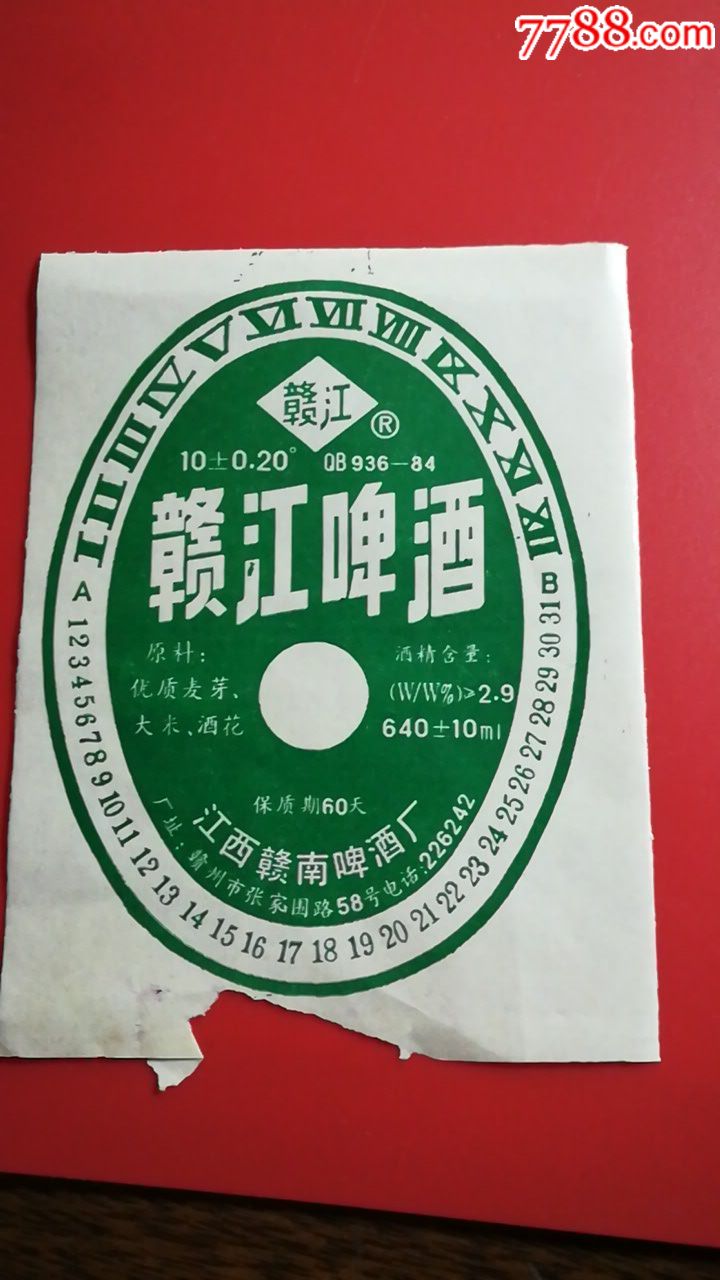 7788.com
I II III IV V VI VII VIII IX X XI XII
赣江
®
10±0.20° QB936—84
赣江啤酒
A
B
原料：
优质麦芽、
大米、酒花
酒精含量：
(W/W%)≥2.9
640±10ml
保质期60天
江西赣南啤酒厂
厂址：赣州市张家围路58号电话：226242
1 2 3 4 5 6 7 8 9 10 11 12 13 14 15 16 17 18 19 20 21 22 23 24 25 26 27 28 29 30 31